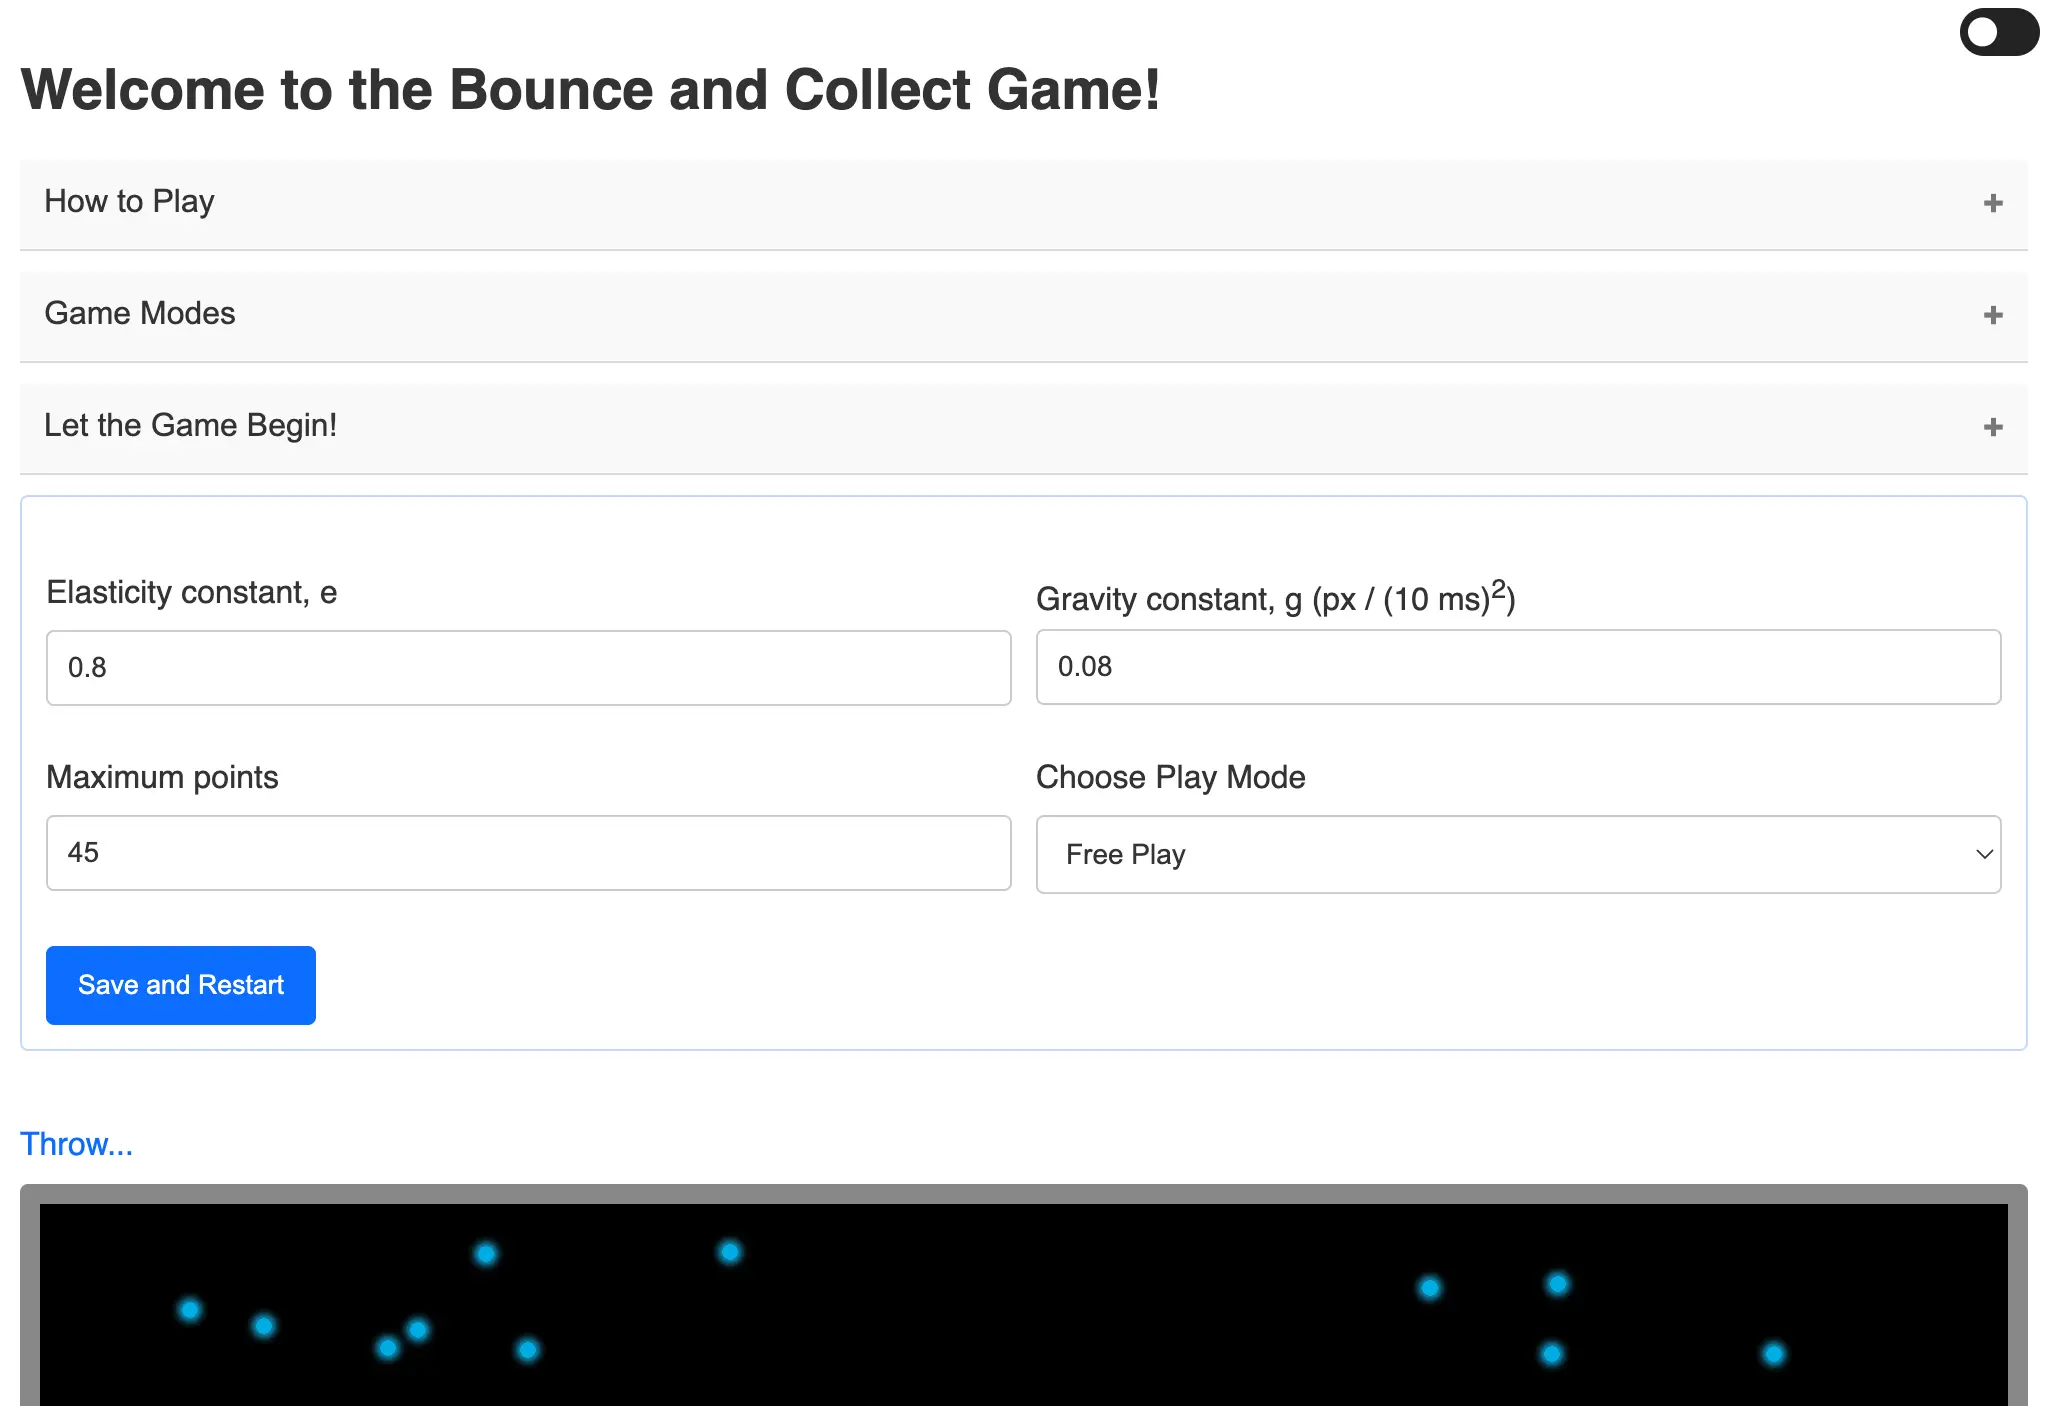 Welcome to the Bounce and Collect Game!
How to Play
Game Modes
Let the Game Begin!
Elasticity constant, e
Gravity constant, g (px / (10 ms)²)
0.8
0.08
Maximum points
Choose Play Mode
45
Free Play
Save and Restart
Throw...